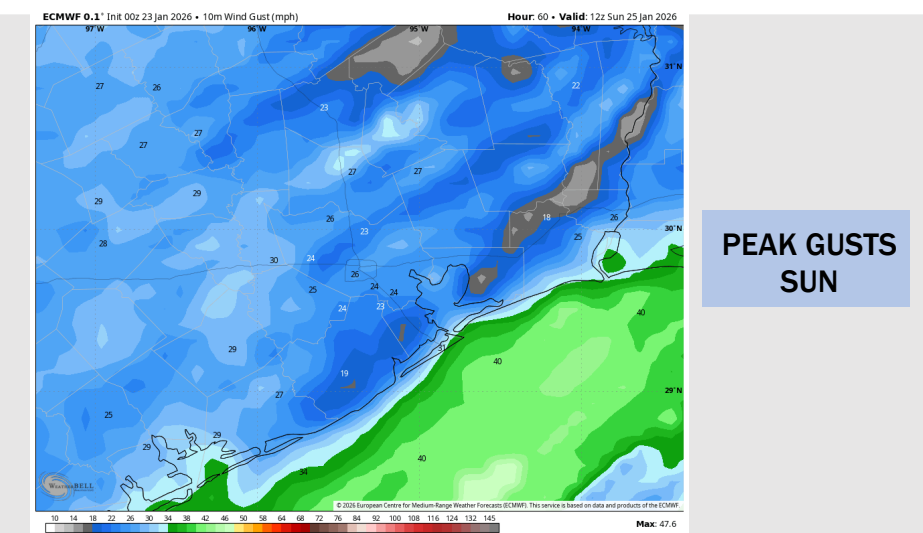 ECMWF 0.1° Init 00z 23 Jan 2026 • 10m Wind Gust (mph)
Hour: 60 • Valid: 12z Sun 25 Jan 2026
97°W 96°W 95°W 94°W
31°N
27 26 23 22
27 27
27 27
29 29
26 23 18 26
28 25 30°N
30 24
26
25 24 24
24 23 40
31
29 40
19 29°N
27
25
29
29
40
34
WeatherBELL
© 2026 European Centre for Medium-Range Weather Forecasts (ECMWF). This service is based on data and products of the ECMWF.
10 14 18 22 26 30 34 38 42 46 50 54 58 62 64 68 72 76 84 92 100 108 116 124 132 145
Max: 47.6
PEAK GUSTS
SUN